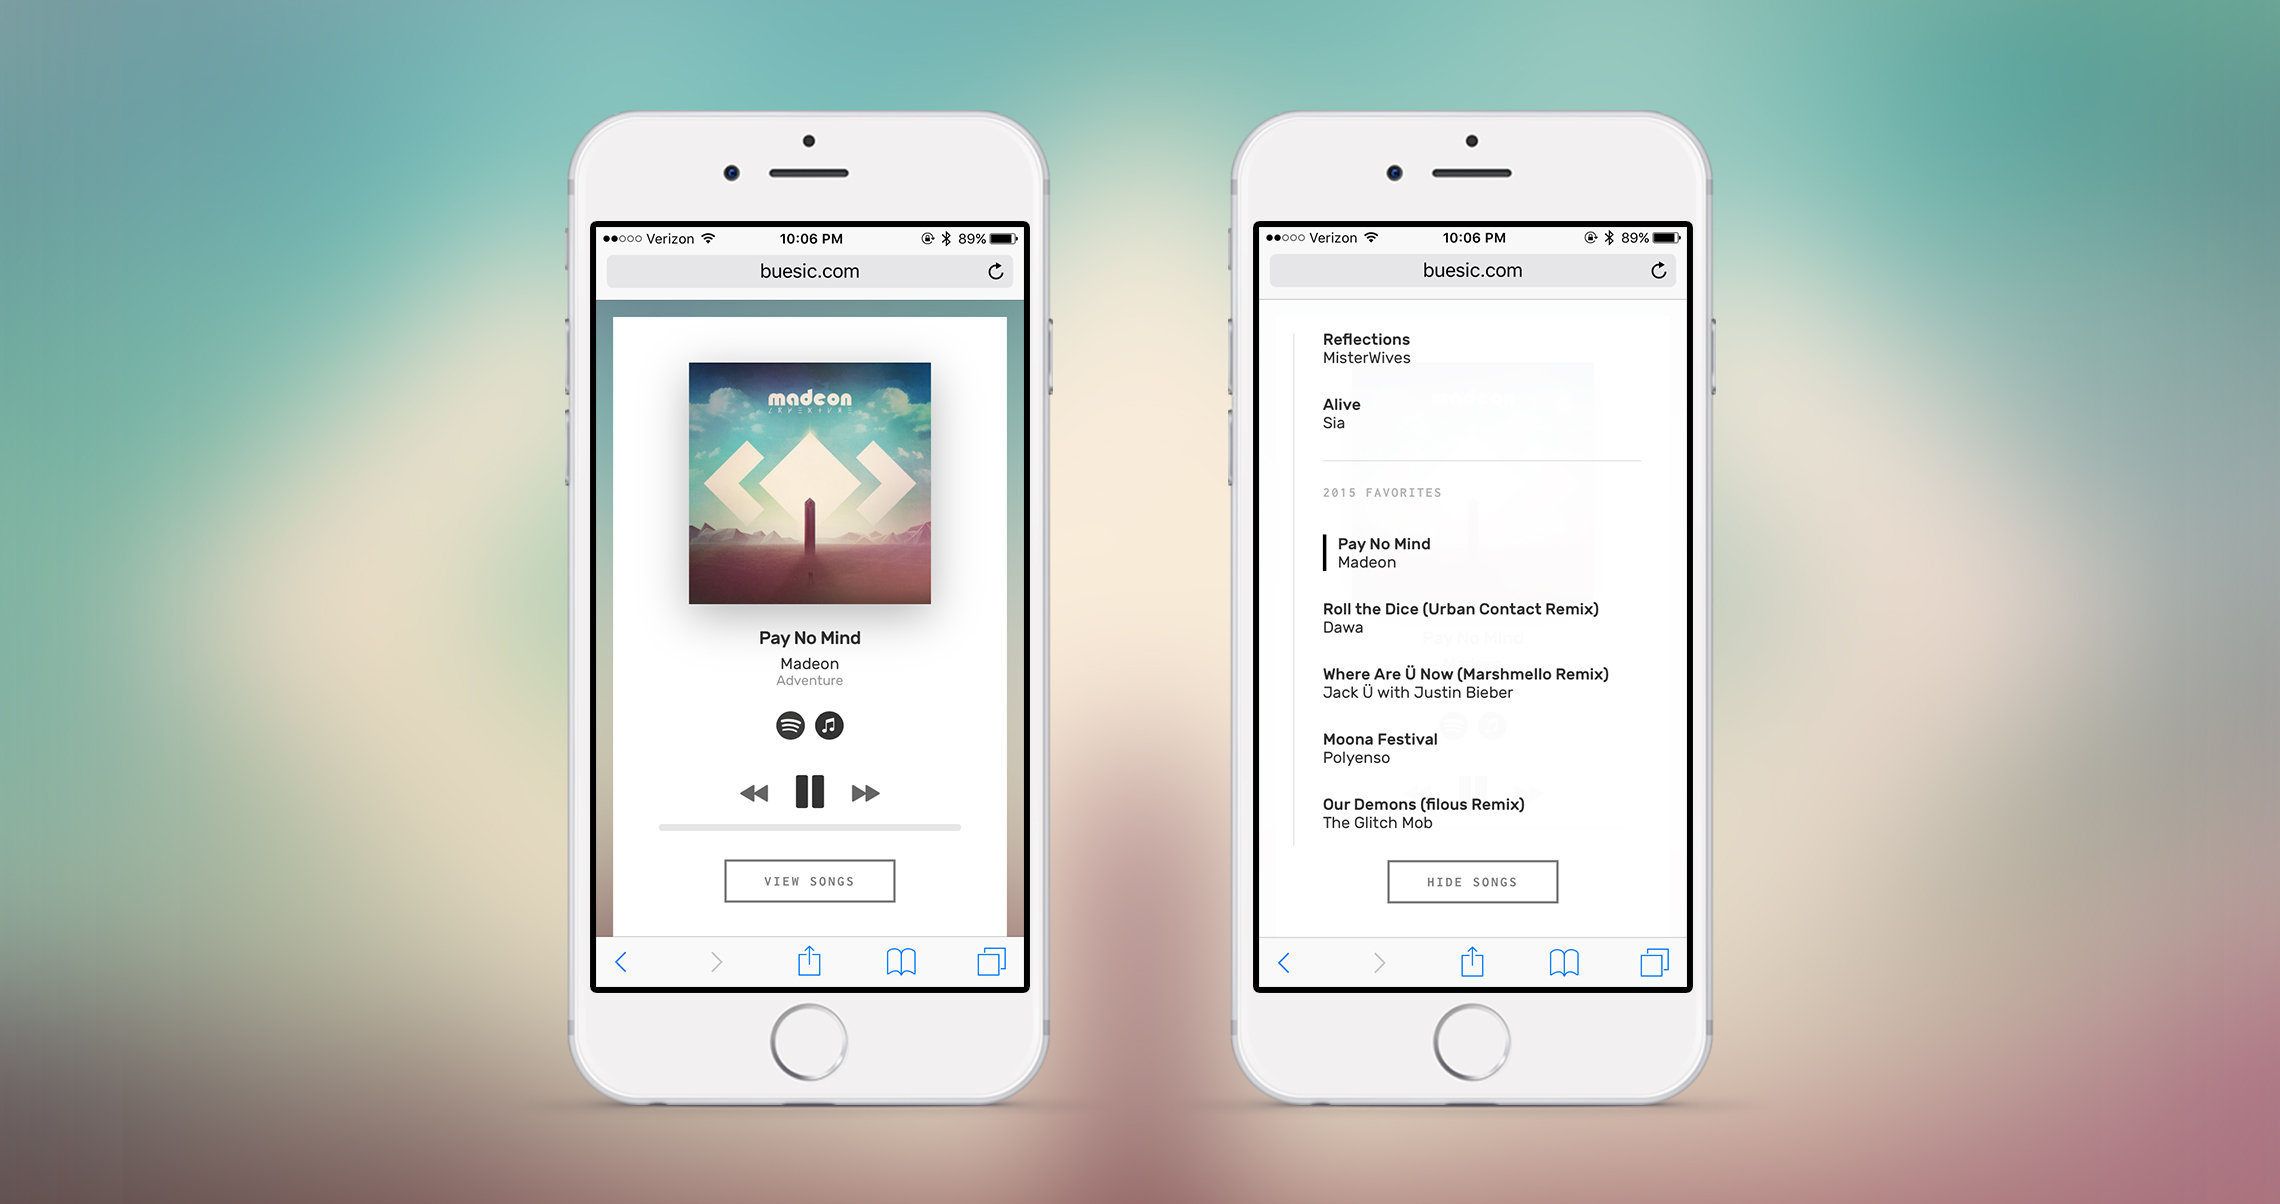 Verizon
10:06 PM
89%
buesic.com
madeon
Pay No Mind
Madeon
Adventure
VIEW SONGS
Verizon
10:06 PM
89%
buesic.com
Reflections
MisterWives
Alive
Sia
2015 FAVORITES
Pay No Mind
Madeon
Roll the Dice (Urban Contact Remix)
Dawa
Pay No Mind
Where Are Ü Now (Marshmello Remix)
Jack Ü with Justin Bieber
Moona Festival
Polyenso
Our Demons (filous Remix)
The Glitch Mob
HIDE SONGS